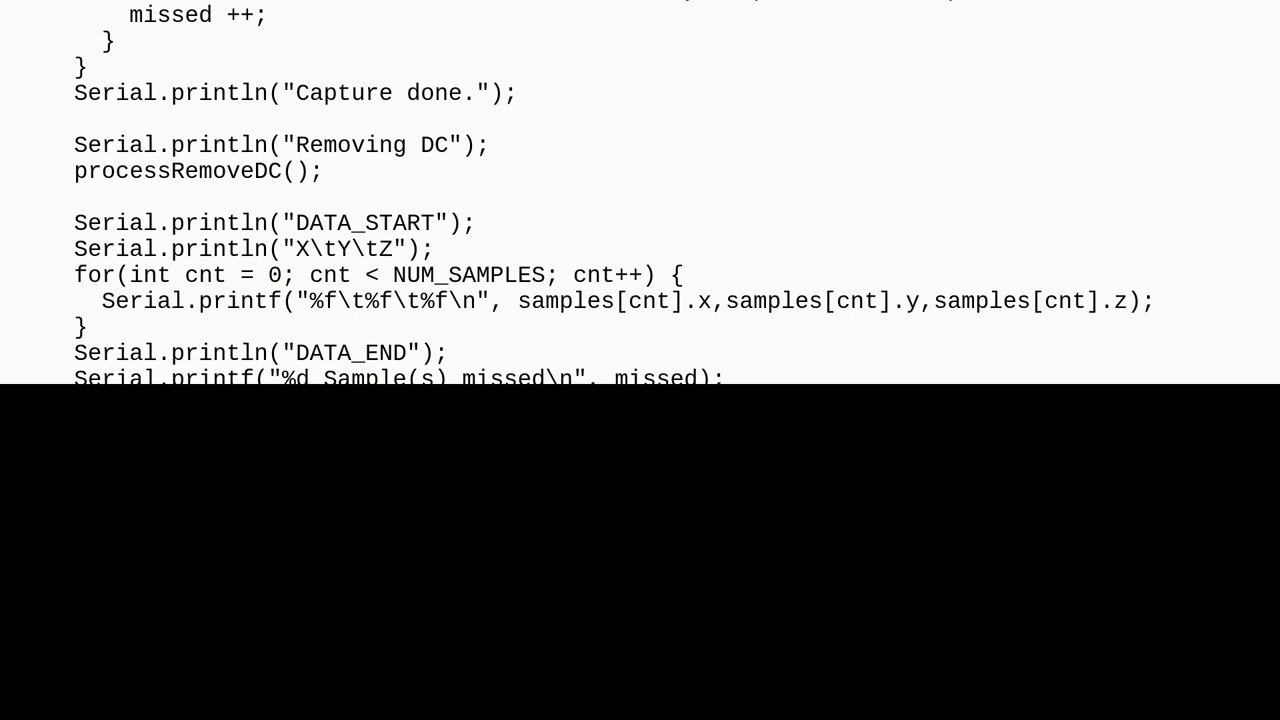 missed ++;
}
}
Serial.println("Capture done.");
Serial.println("Removing DC");
processRemoveDC();
Serial.println("DATA_START");
Serial.println("X\tY\tZ");
for(int cnt = 0; cnt < NUM_SAMPLES; cnt++) {
Serial.printf("%f\t%f\t%f\n", samples[cnt].x,samples[cnt].y,samples[cnt].z);
}
Serial.println("DATA_END");
Serial.printf("%d Sample(s) missed\n", missed);